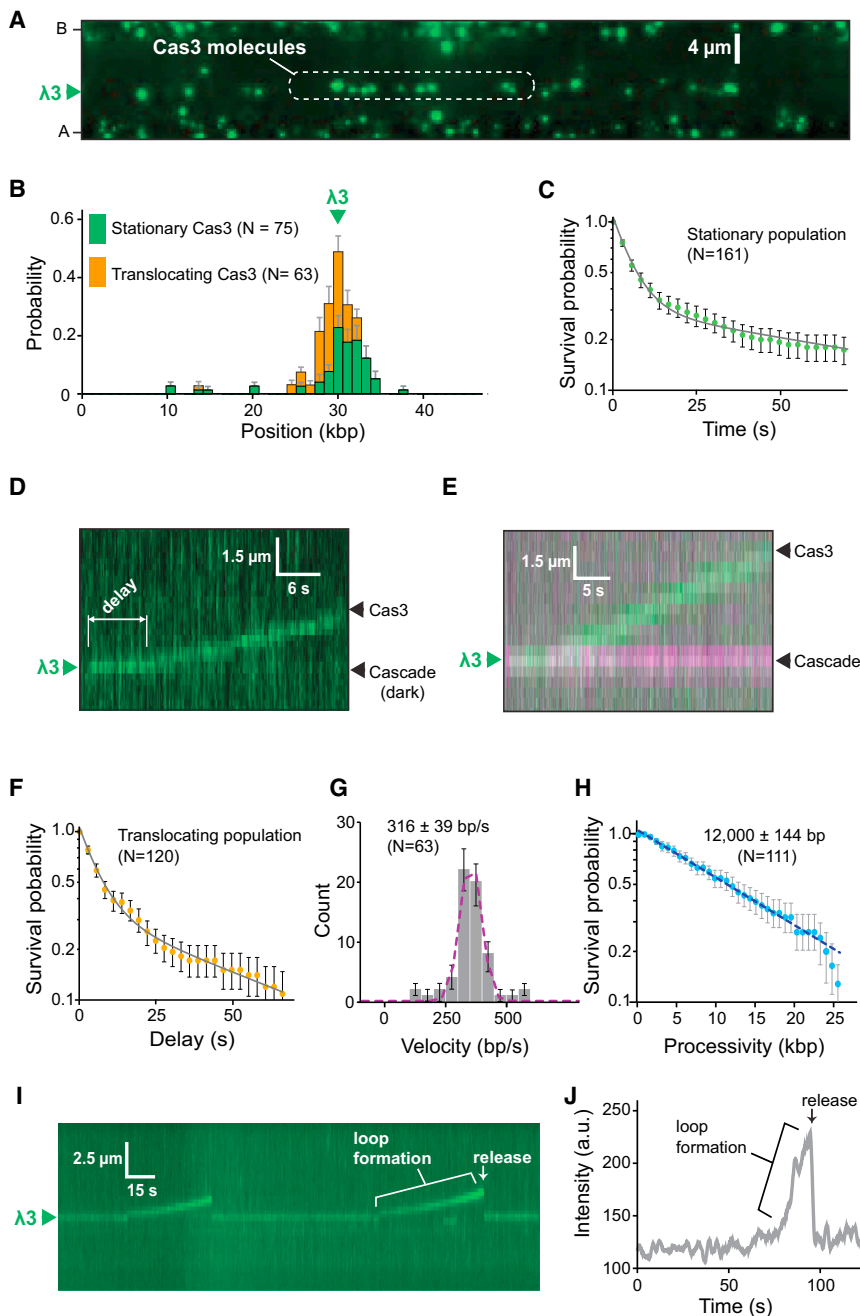 A
B
Cas3 molecules
4 µm
λ3
A
B
λ3
Stationary Cas3 (N = 75)
Translocating Cas3 (N= 63)
Probability
0.6
0.4
0.2
0
0
10
20
30
40
Position (kbp)
C
Stationary population
(N=161)
Survival probability
1.0
0.5
0.2
0.1
0
25
50
Time (s)
D
1.5 µm
6 s
delay
Cas3
λ3
Cascade
(dark)
E
1.5 µm
5 s
Cas3
λ3
Cascade
F
Translocating population
(N=120)
Survival probability
1.0
0.5
0.2
0.1
0
25
50
Delay (s)
G
316 ± 39 bp/s
(N=63)
Count
30
20
10
0
0
250
500
Velocity (bp/s)
H
12,000 ± 144 bp
(N=111)
Survival probability
1.0
0.5
0.2
0.1
0
5
10
15
20
25
Processivity (kbp)
I
2.5 µm
15 s
loop
formation
release
λ3
J
release
loop
formation
Intensity (a.u.)
250
200
150
100
0
50
100
Time (s)